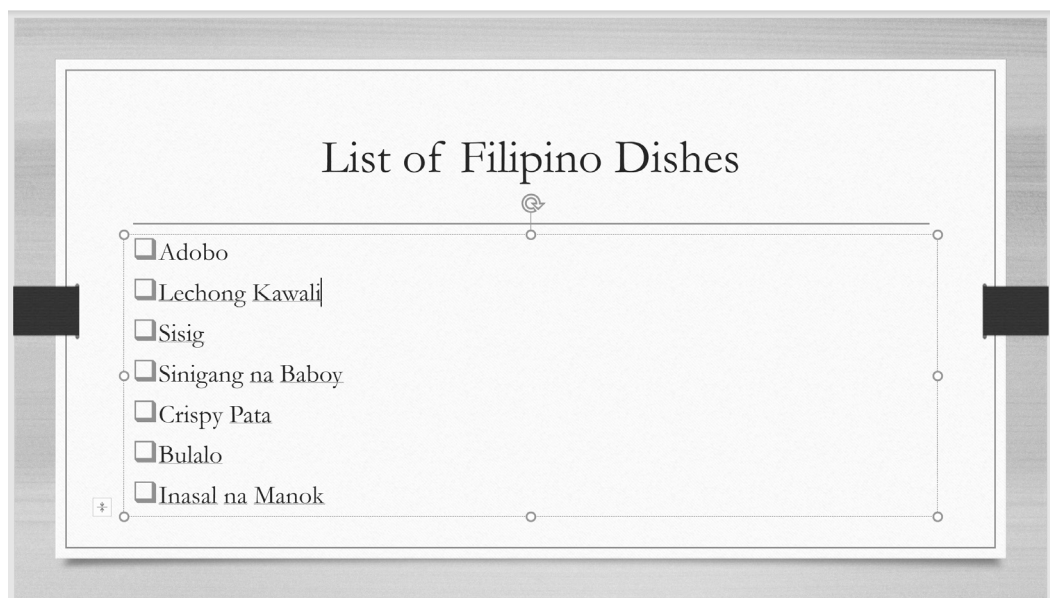 List of Filipino Dishes
Adobo
Lechong Kawali
Sisig
Sinigang na Baboy
Crispy Pata
Bulalo
Inasal na Manok